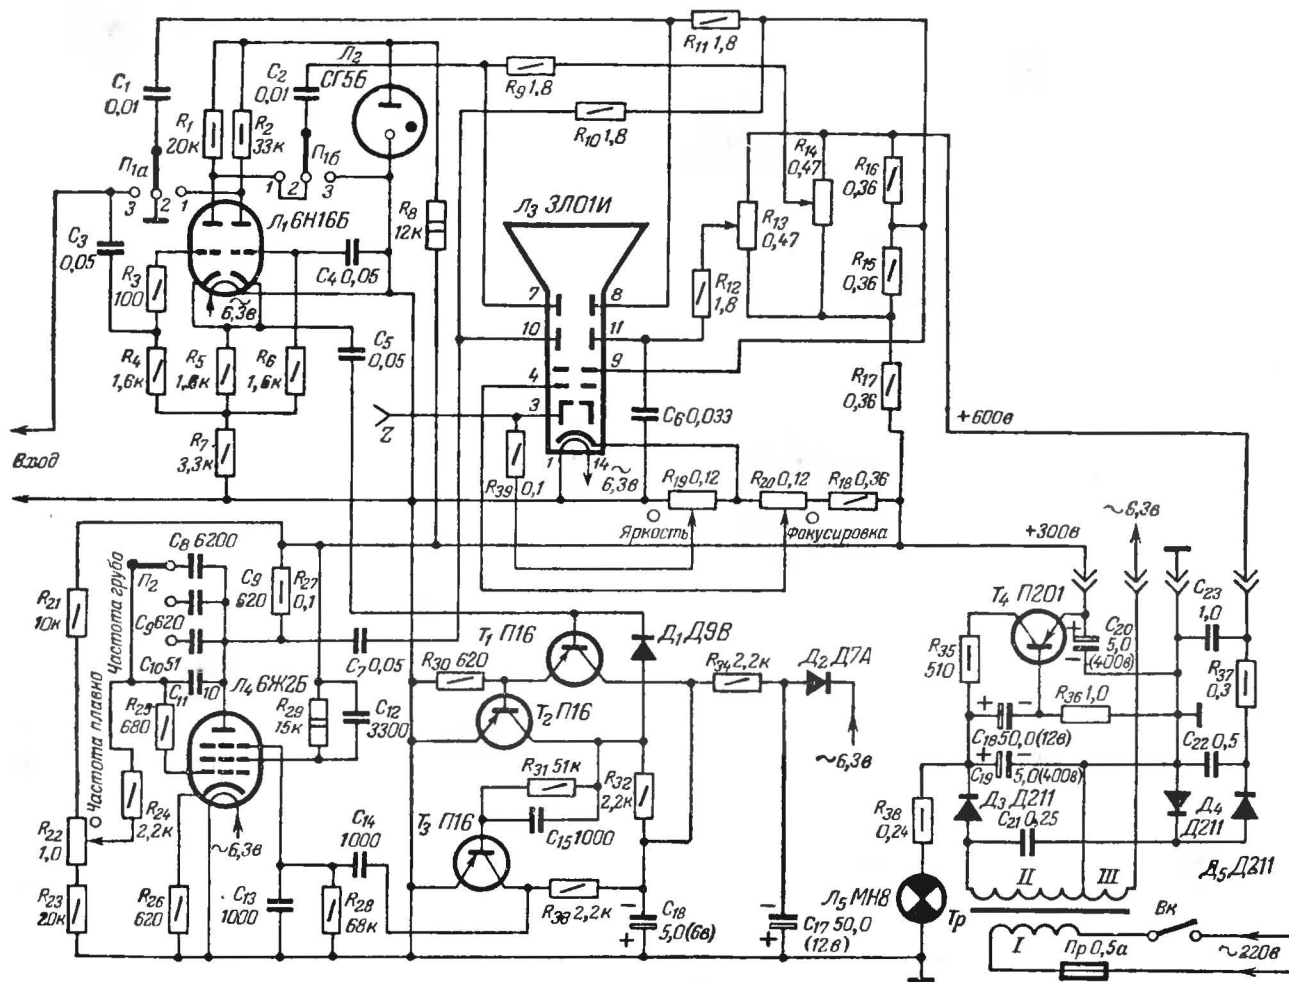 R11 1,8
Л2
СГ5Б
C2
0,01
R9 1,8
C1
0,01
R1
20к
R2
33к
R10 1,8
П1а
П1б
R14
0,47
R16
0,36
1 2 3
3 2 1
Л1 6Н16Б
R8
12к
Л3 3ЛО1И
R13
0,47
C3
0,05
R3
100
C4 0,05
R15
0,36
R12
1,8
~6,3в
7 8
10 11
C5
0,05
9
4
R4
1,6к
R5
1,8к
R6
1,6к
R17
0,36
3
C6 0,033
+600в
Z
Вход
R7
3,3к
1 14
~6,3в
R39 0,1
R19 0,12
R20 0,12
R18 0,36
Яркость
Фокусировка
~6,3в
+300в
C8 6200
П2
Частота грубо
C9
620
R27
0,1
R21
10к
C9 620
C10 51
C11
10
C7 0,05
T1 П16
Д1 Д9В
T4 П201
C23
1,0
R30 620
R34 2,2к
Д2 Д7А
R35
510
+
C20
5,0
(400в)
−
R37
0,3
Л4 6Ж2Б
R25
680
R29
15к
C12
3300
T2 П16
R36 1,0
+ −
C18 50,0 (12в)
C22 0,5
Частота плавно
R24
2,2к
R31 51к
R32
2,2к
~6,3в
+ −
C19
5,0 (400в)
R22
1,0
~6,3в
C14
1000
T3 П16
C15 1000
R38
0,24
Д3 Д211
C21 0,25
Д4
Д211
Д5 Д211
R23
20к
R26
620
C13
1000
R28
68к
R33 2,2к
−
C18
5,0 (6в)
+
−
C17 50,0
(12в)
+
Л5 МН8
II III
Тр
Вк
I
Пр 0,5а
~220в